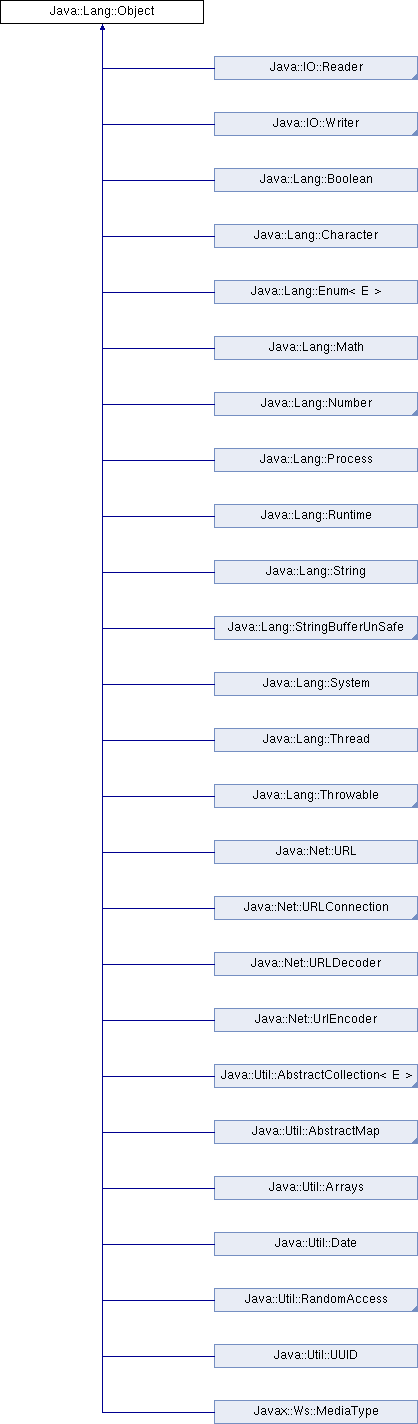 Java::Lang::Object
Java::IO::Reader
Java::IO::Writer
Java::Lang::Boolean
Java::Lang::Character
Java::Lang::Enum< E >
Java::Lang::Math
Java::Lang::Number
Java::Lang::Process
Java::Lang::Runtime
Java::Lang::String
Java::Lang::StringBufferUnSafe
Java::Lang::System
Java::Lang::Thread
Java::Lang::Throwable
Java::Net::URL
Java::Net::URLConnection
Java::Net::URLDecoder
Java::Net::UrlEncoder
Java::Util::AbstractCollection< E >
Java::Util::AbstractMap
Java::Util::Arrays
Java::Util::Date
Java::Util::RandomAccess
Java::Util::UUID
Javax::Ws::MediaType